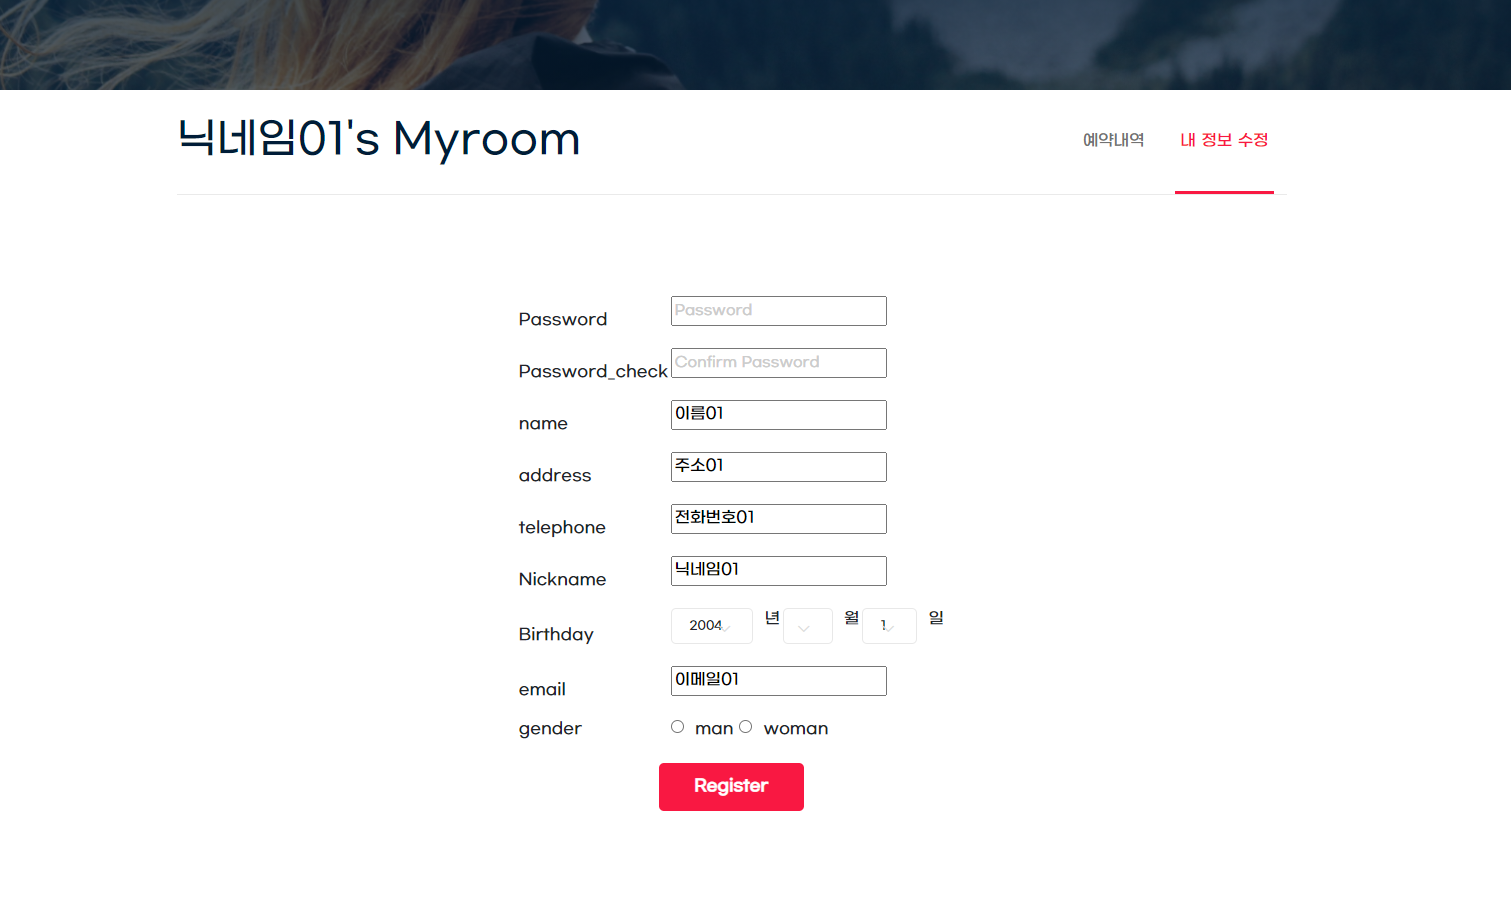 닉네임01's Myroom
예약내역 내 정보 수정
Password Password
Password_check Confirm Password
name 이름01
address 주소01
telephone 전화번호01
Nickname 닉네임01
Birthday 2004 년 월 1 일
email 이메일01
gender man woman
Register